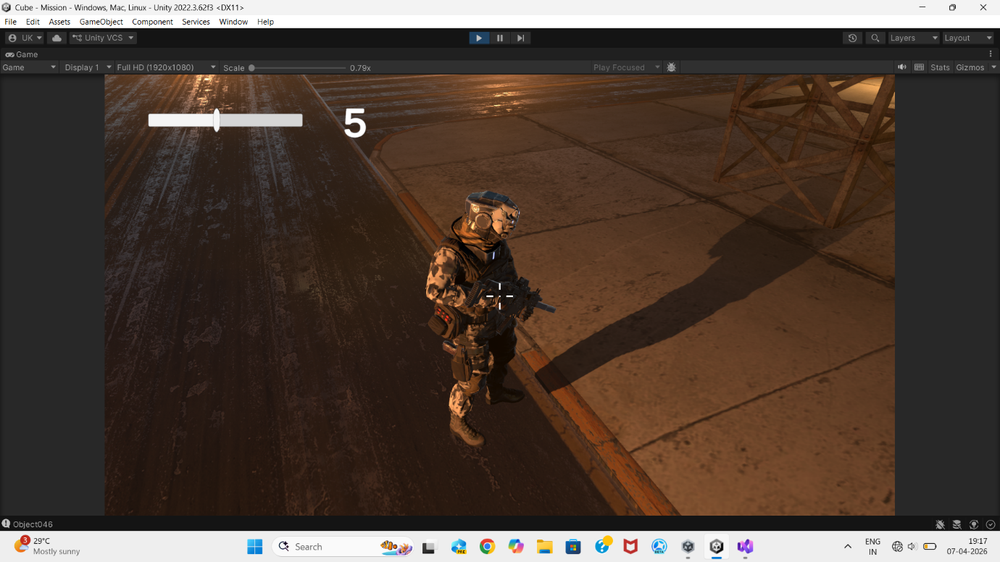 Cube - Mission - Windows, Mac, Linux - Unity 2022.3.62f3 <DX11>
File Edit Assets GameObject Component Services Window Help
UK Unity VCS Layers Layout
Game
Game Display 1 Full HD (1920x1080) Scale 0.79x Play Focused Stats Gizmos
5
Object046
3 29°C
Mostly sunny
Search
PRE
BETA
ENG
IN
19:17
07-04-2026